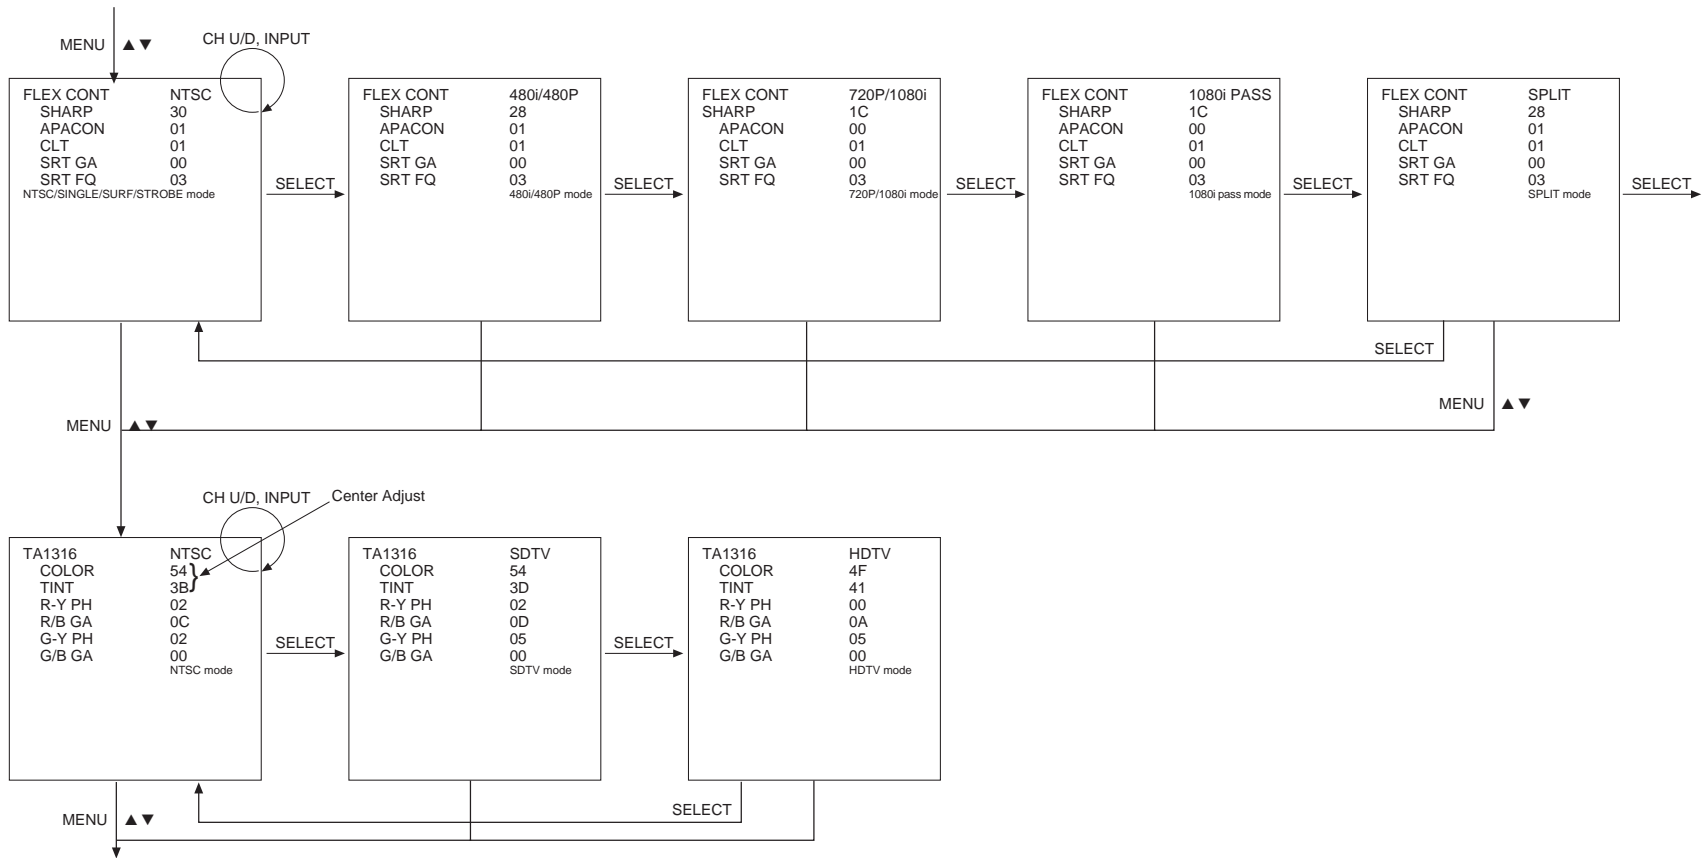 MENU ▲ ▼
CH U/D, INPUT
FLEX CONT NTSC
SHARP 30
APACON 01
CLT 01
SRT GA 00
SRT FQ 03
NTSC/SINGLE/SURF/STROBE mode
SELECT
FLEX CONT 480i/480P
SHARP 28
APACON 01
CLT 01
SRT GA 00
SRT FQ 03
480i/480P mode
SELECT
FLEX CONT 720P/1080i
SHARP 1C
APACON 00
CLT 01
SRT GA 00
SRT FQ 03
720P/1080i mode
SELECT
FLEX CONT 1080i PASS
SHARP 1C
APACON 00
CLT 01
SRT GA 00
SRT FQ 03
1080i pass mode
SELECT
FLEX CONT SPLIT
SHARP 28
APACON 01
CLT 01
SRT GA 00
SRT FQ 03
SPLIT mode
SELECT
SELECT
MENU ▲ ▼
MENU ▲ ▼
CH U/D, INPUT
Center Adjust
TA1316 NTSC
COLOR 54
TINT 3B
R-Y PH 02
R/B GA 0C
G-Y PH 02
G/B GA 00
NTSC mode
SELECT
TA1316 SDTV
COLOR 54
TINT 3D
R-Y PH 02
R/B GA 0D
G-Y PH 05
G/B GA 00
SDTV mode
SELECT
TA1316 HDTV
COLOR 4F
TINT 41
R-Y PH 00
R/B GA 0A
G-Y PH 05
G/B GA 00
HDTV mode
SELECT
MENU ▲ ▼